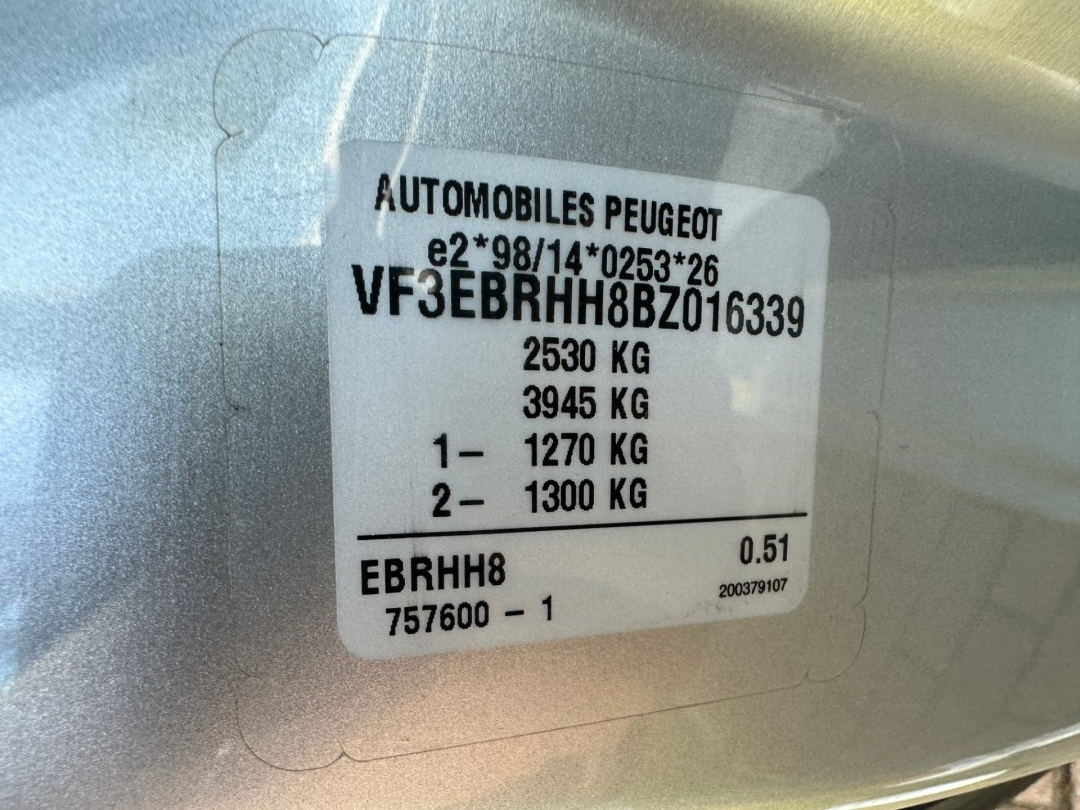 AUTOMOBILES PEUGEOT
e2*98/14*0253*26
VF3EBRHH8BZ016339
2530 KG
3945 KG
1- 1270 KG
2- 1300 KG
EBRHH8 0.51
757600 - 1 200379107